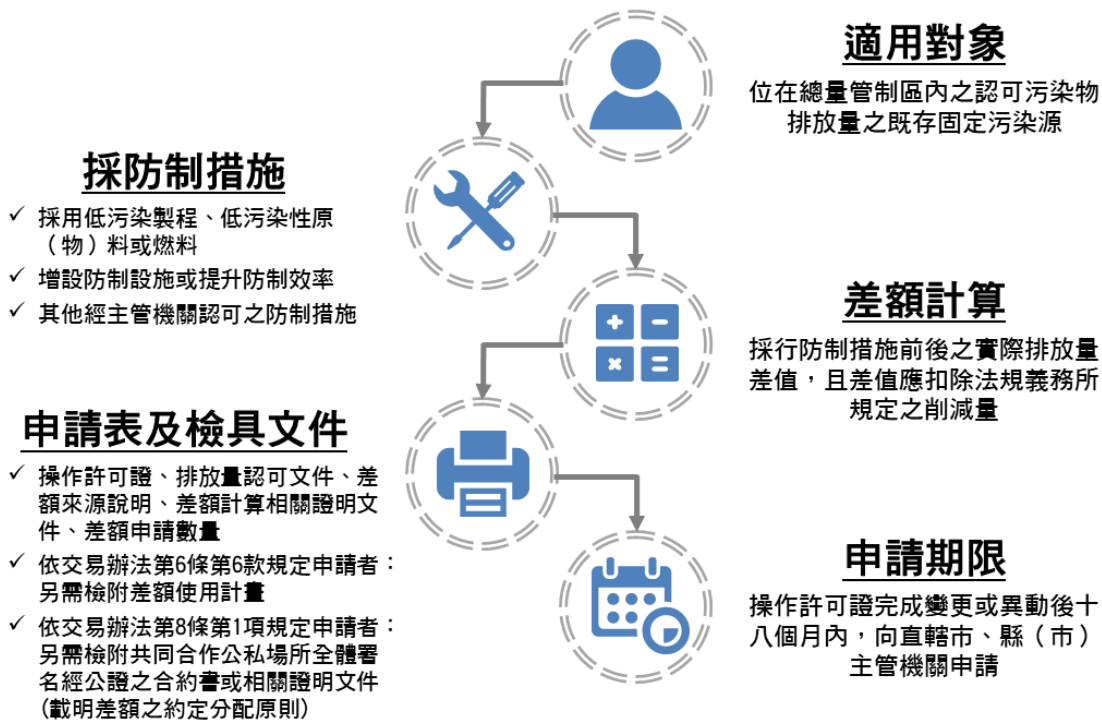 適用對象
位在總量管制區內之認可污染物
排放量之既存固定污染源
採防制措施
✓ 採用低污染製程、低污染性原
（物）料或燃料
✓ 增設防制設施或提升防制效率
✓ 其他經主管機關認可之防制措施
差額計算
採行防制措施前後之實際排放量
差值，且差值應扣除法規義務所
規定之削減量
申請表及檢具文件
✓ 操作許可證、排放量認可文件、差
額來源說明、差額計算相關證明文
件、差額申請數量
✓ 依交易辦法第6條第6款規定申請者：
另需檢附差額使用計畫
✓ 依交易辦法第8條第1項規定申請者：
另需檢附共同合作公私場所全體署
名經公證之合約書或相關證明文件
(載明差額之約定分配原則)
申請期限
操作許可證完成變更或異動後十
八個月內，向直轄市、縣（市）
主管機關申請